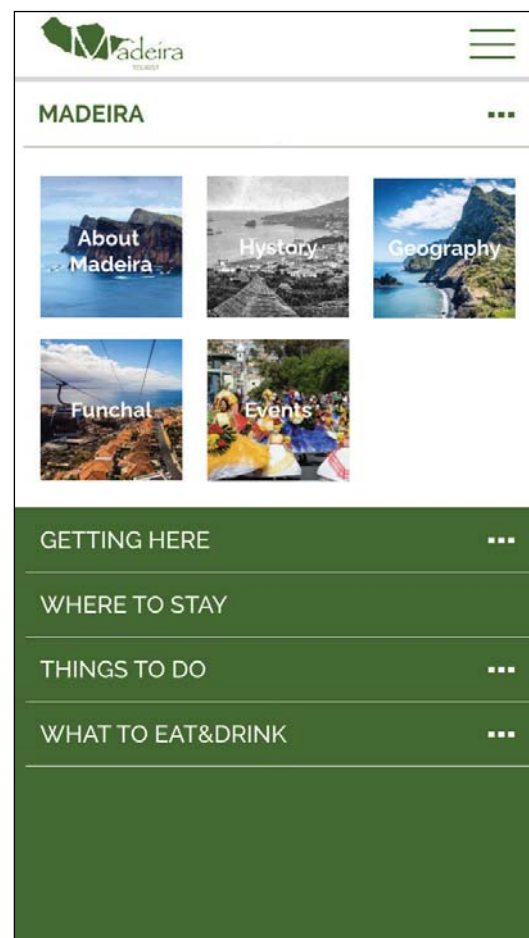 Madeira
TOURIST
MADEIRA
About
Madeira
Hystory
Geography
Funchal
Events
GETTING HERE
WHERE TO STAY
THINGS TO DO
WHAT TO EAT&DRINK